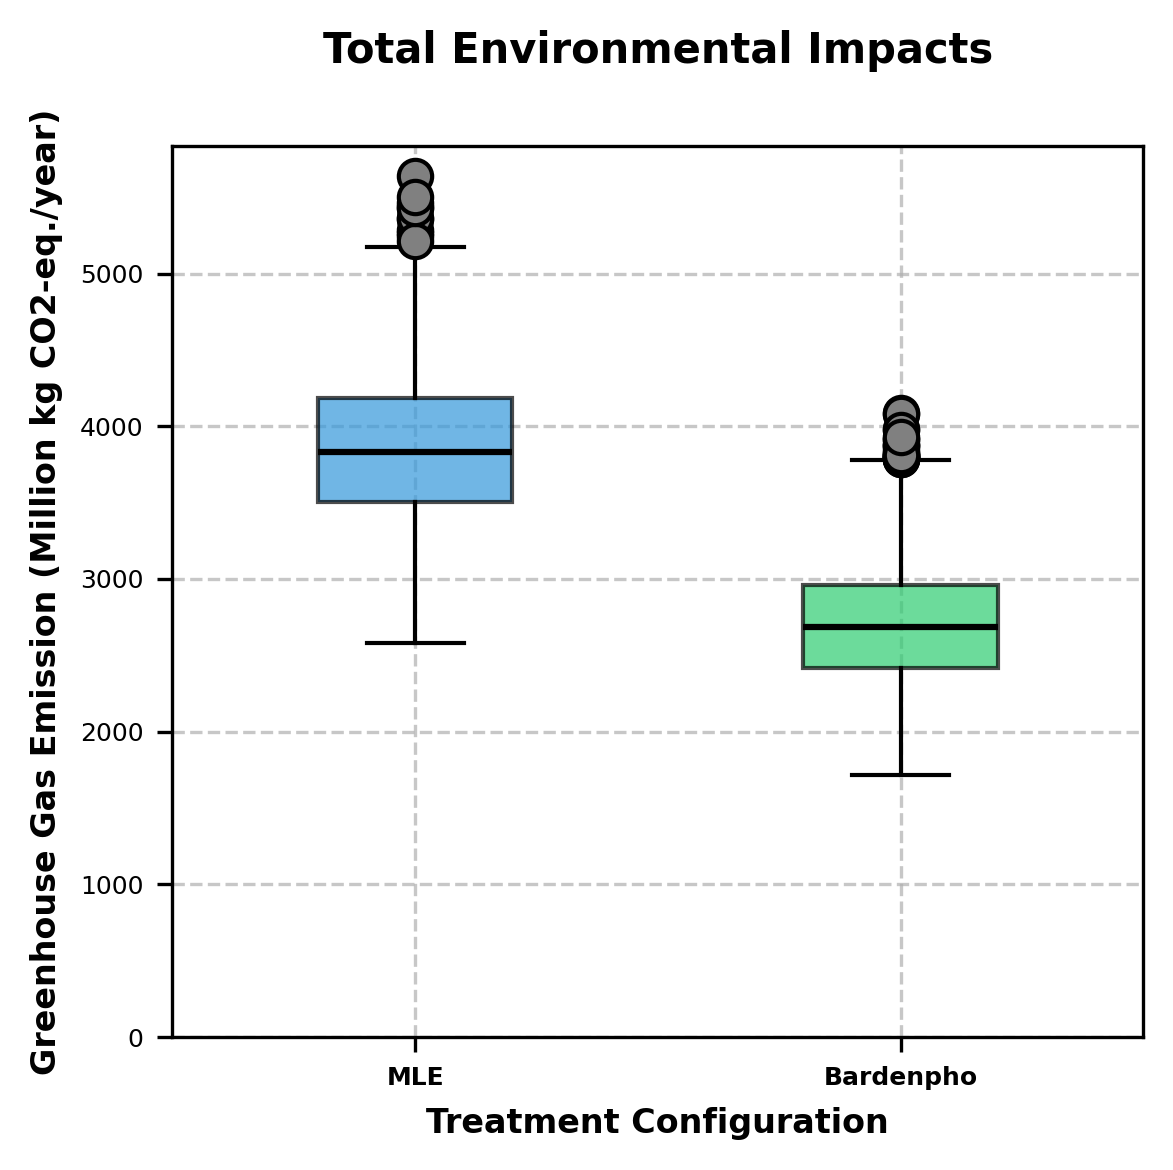 Total Environmental Impacts
Greenhouse Gas Emission (Million kg CO2-eq./year)
5000
4000
3000
2000
1000
0
MLE
Bardenpho
Treatment Configuration